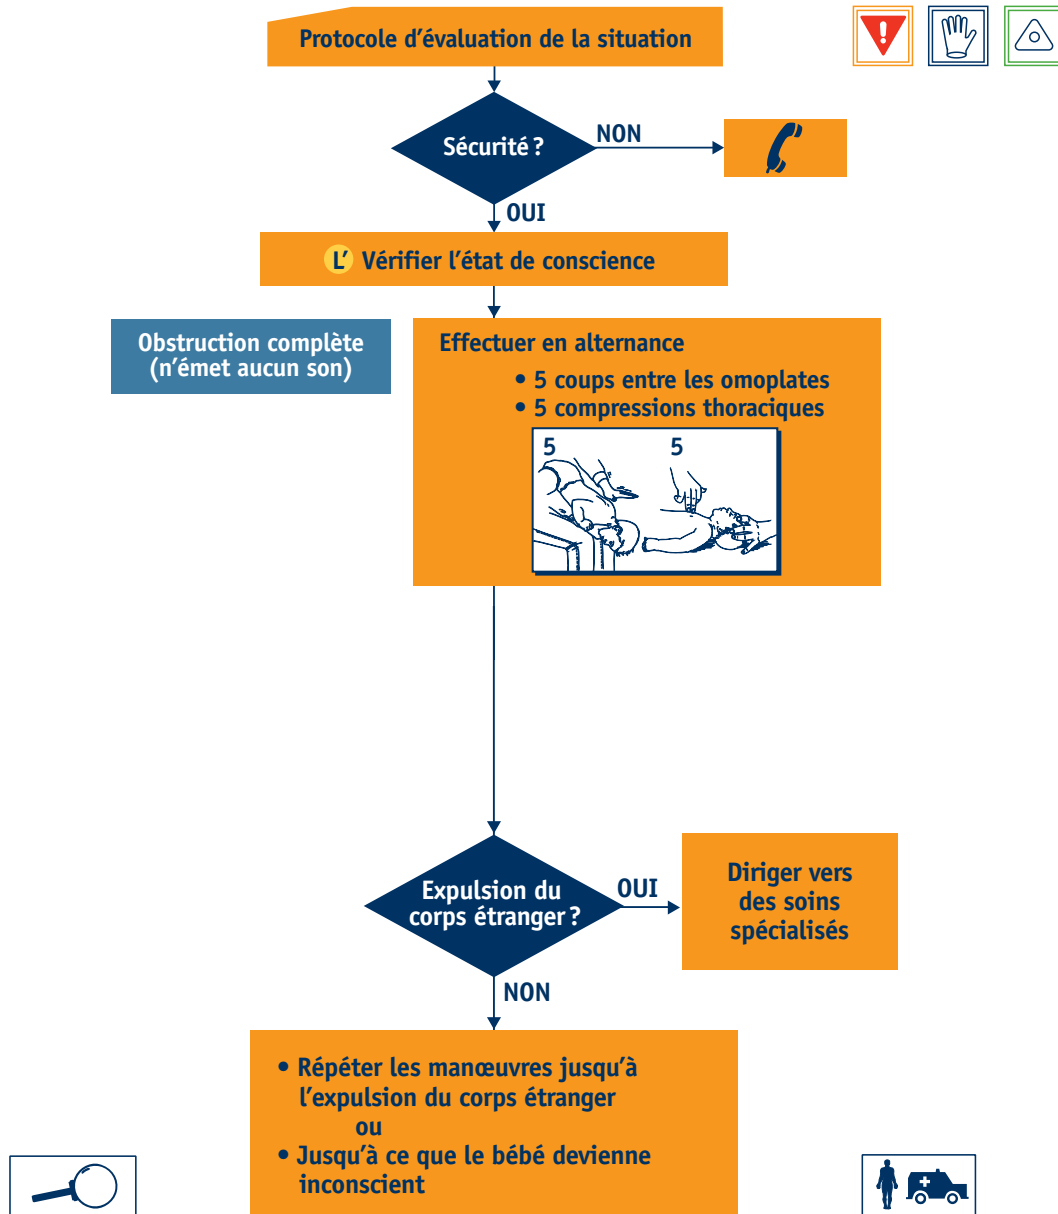 Protocole d'évaluation de la situation
Sécurité ?
NON
OUI
L' Vérifier l'état de conscience
Obstruction complète
(n'émet aucun son)
Effectuer en alternance
• 5 coups entre les omoplates
• 5 compressions thoraciques
5 5
Expulsion du
corps étranger ?
OUI
Diriger vers
des soins
spécialisés
NON
• Répéter les manœuvres jusqu'à
l'expulsion du corps étranger
ou
• Jusqu'à ce que le bébé devienne
inconscient